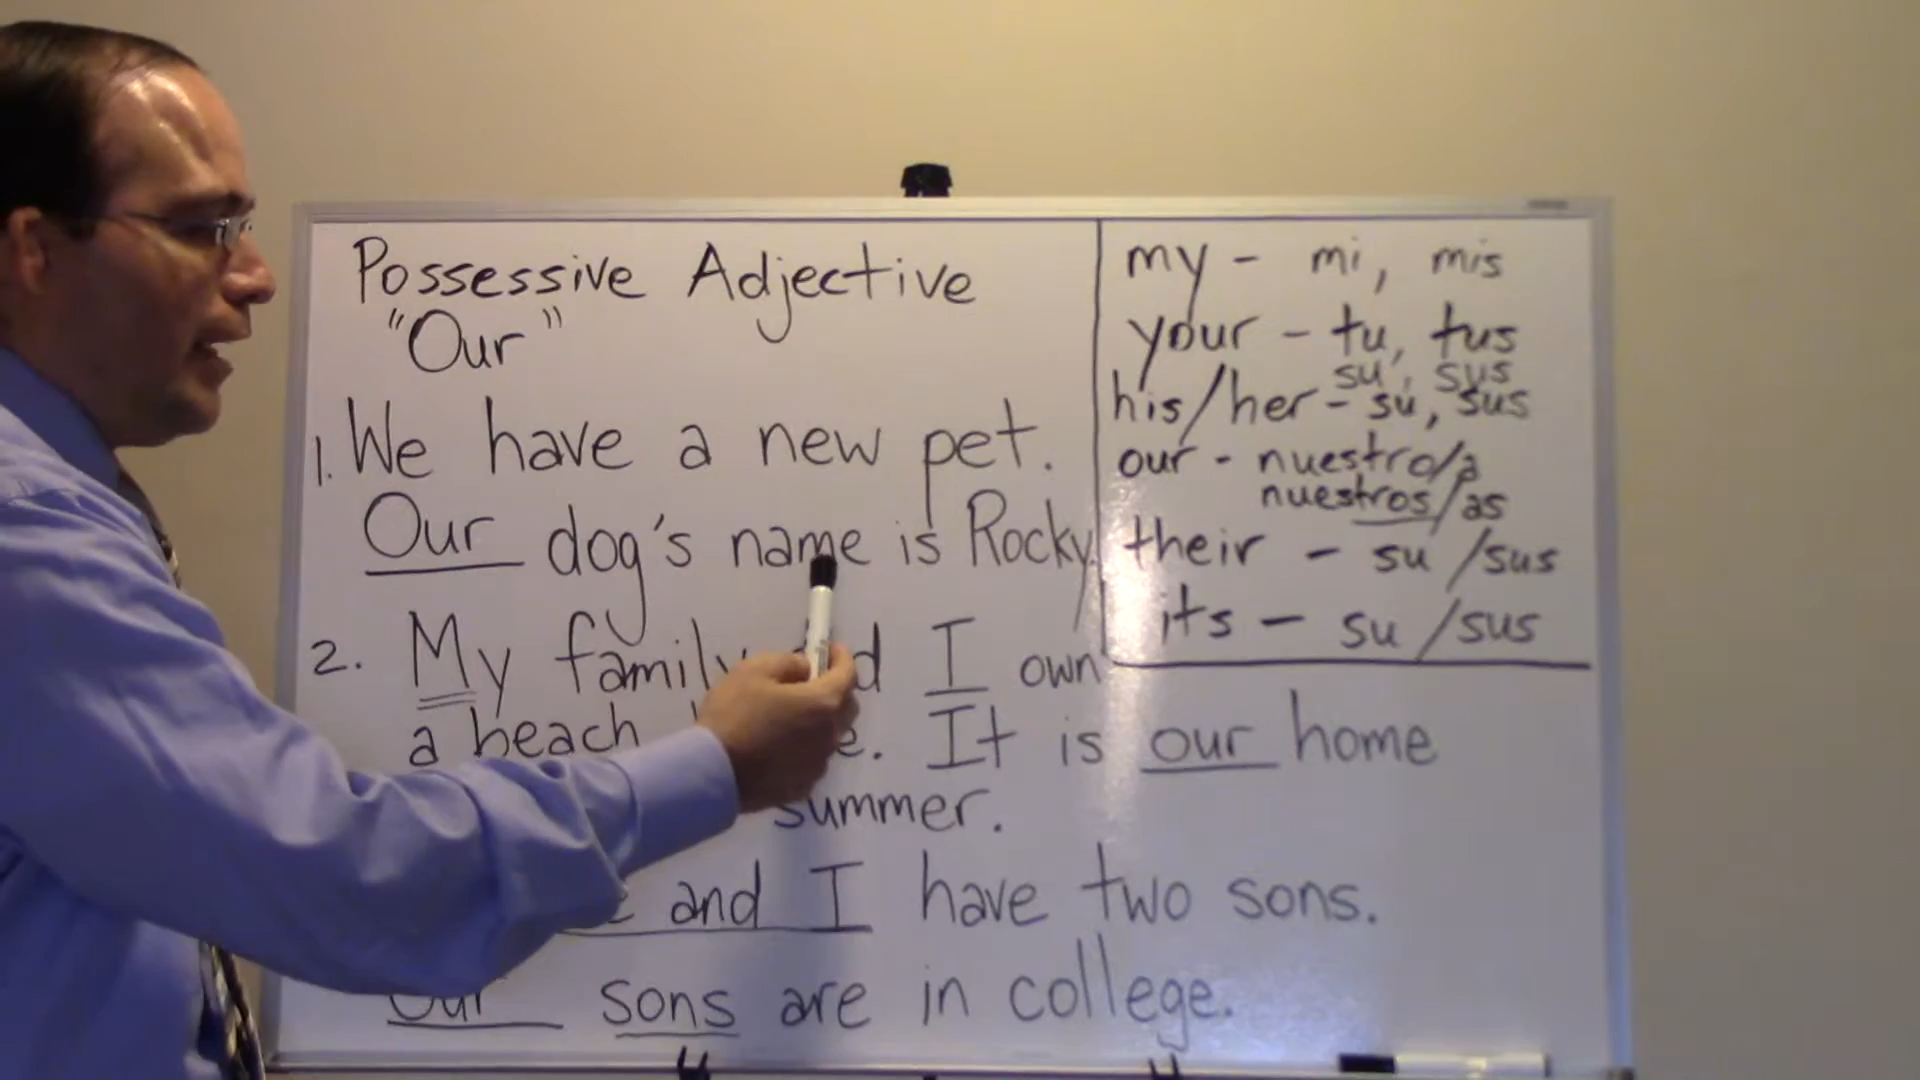 Possessive Adjective
"Our"
1. We have a new pet.
Our dog's name is Rocky.
2. My family I own
a beach It is our home
summer.
and I have two sons.
Our sons are in college.
my - mi, mis
your - tu, tus
su, sus
his/her - su, sus
our - nuestro/a
nuestros/as
their - su/sus
its - su/sus